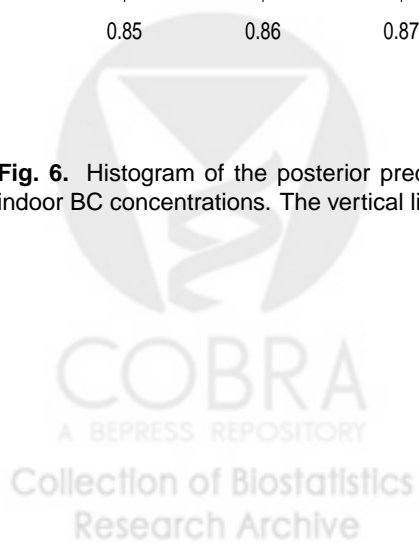 0.85 0.86 0.87
Fig. 6. Histogram of the posterior prec
indoor BC concentrations. The vertical li
COBRA
A BEPRESS REPOSITORY
Collection of Biostatistics
Research Archive